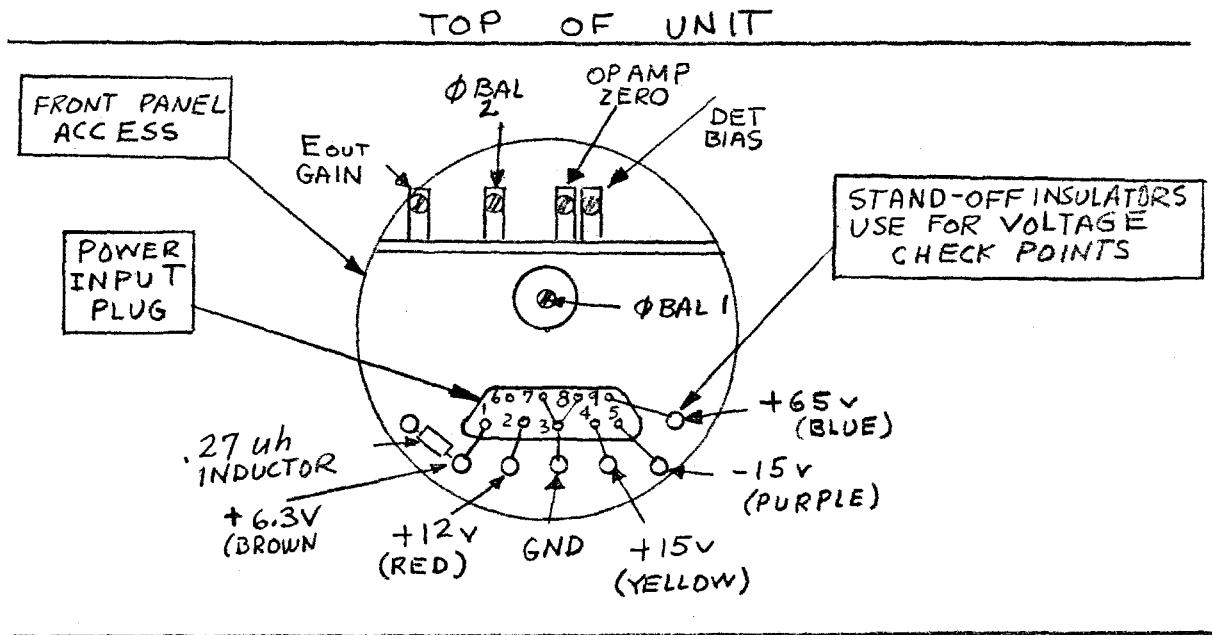 TOP OF UNIT
FRONT PANEL
ACCESS
EOUT
GAIN
ϕ BAL
2
OP AMP
ZERO
DET
BIAS
STAND-OFF INSULATORS
USE FOR VOLTAGE
CHECK POINTS
POWER
INPUT
PLUG
ϕ BAL 1
6 7 8 9
1 2 3 4 5
+65v
(BLUE)
.27 uh
INDUCTOR
-15v
(PURPLE)
+6.3V
(BROWN
+12v
(RED)
GND
+15v
(YELLOW)